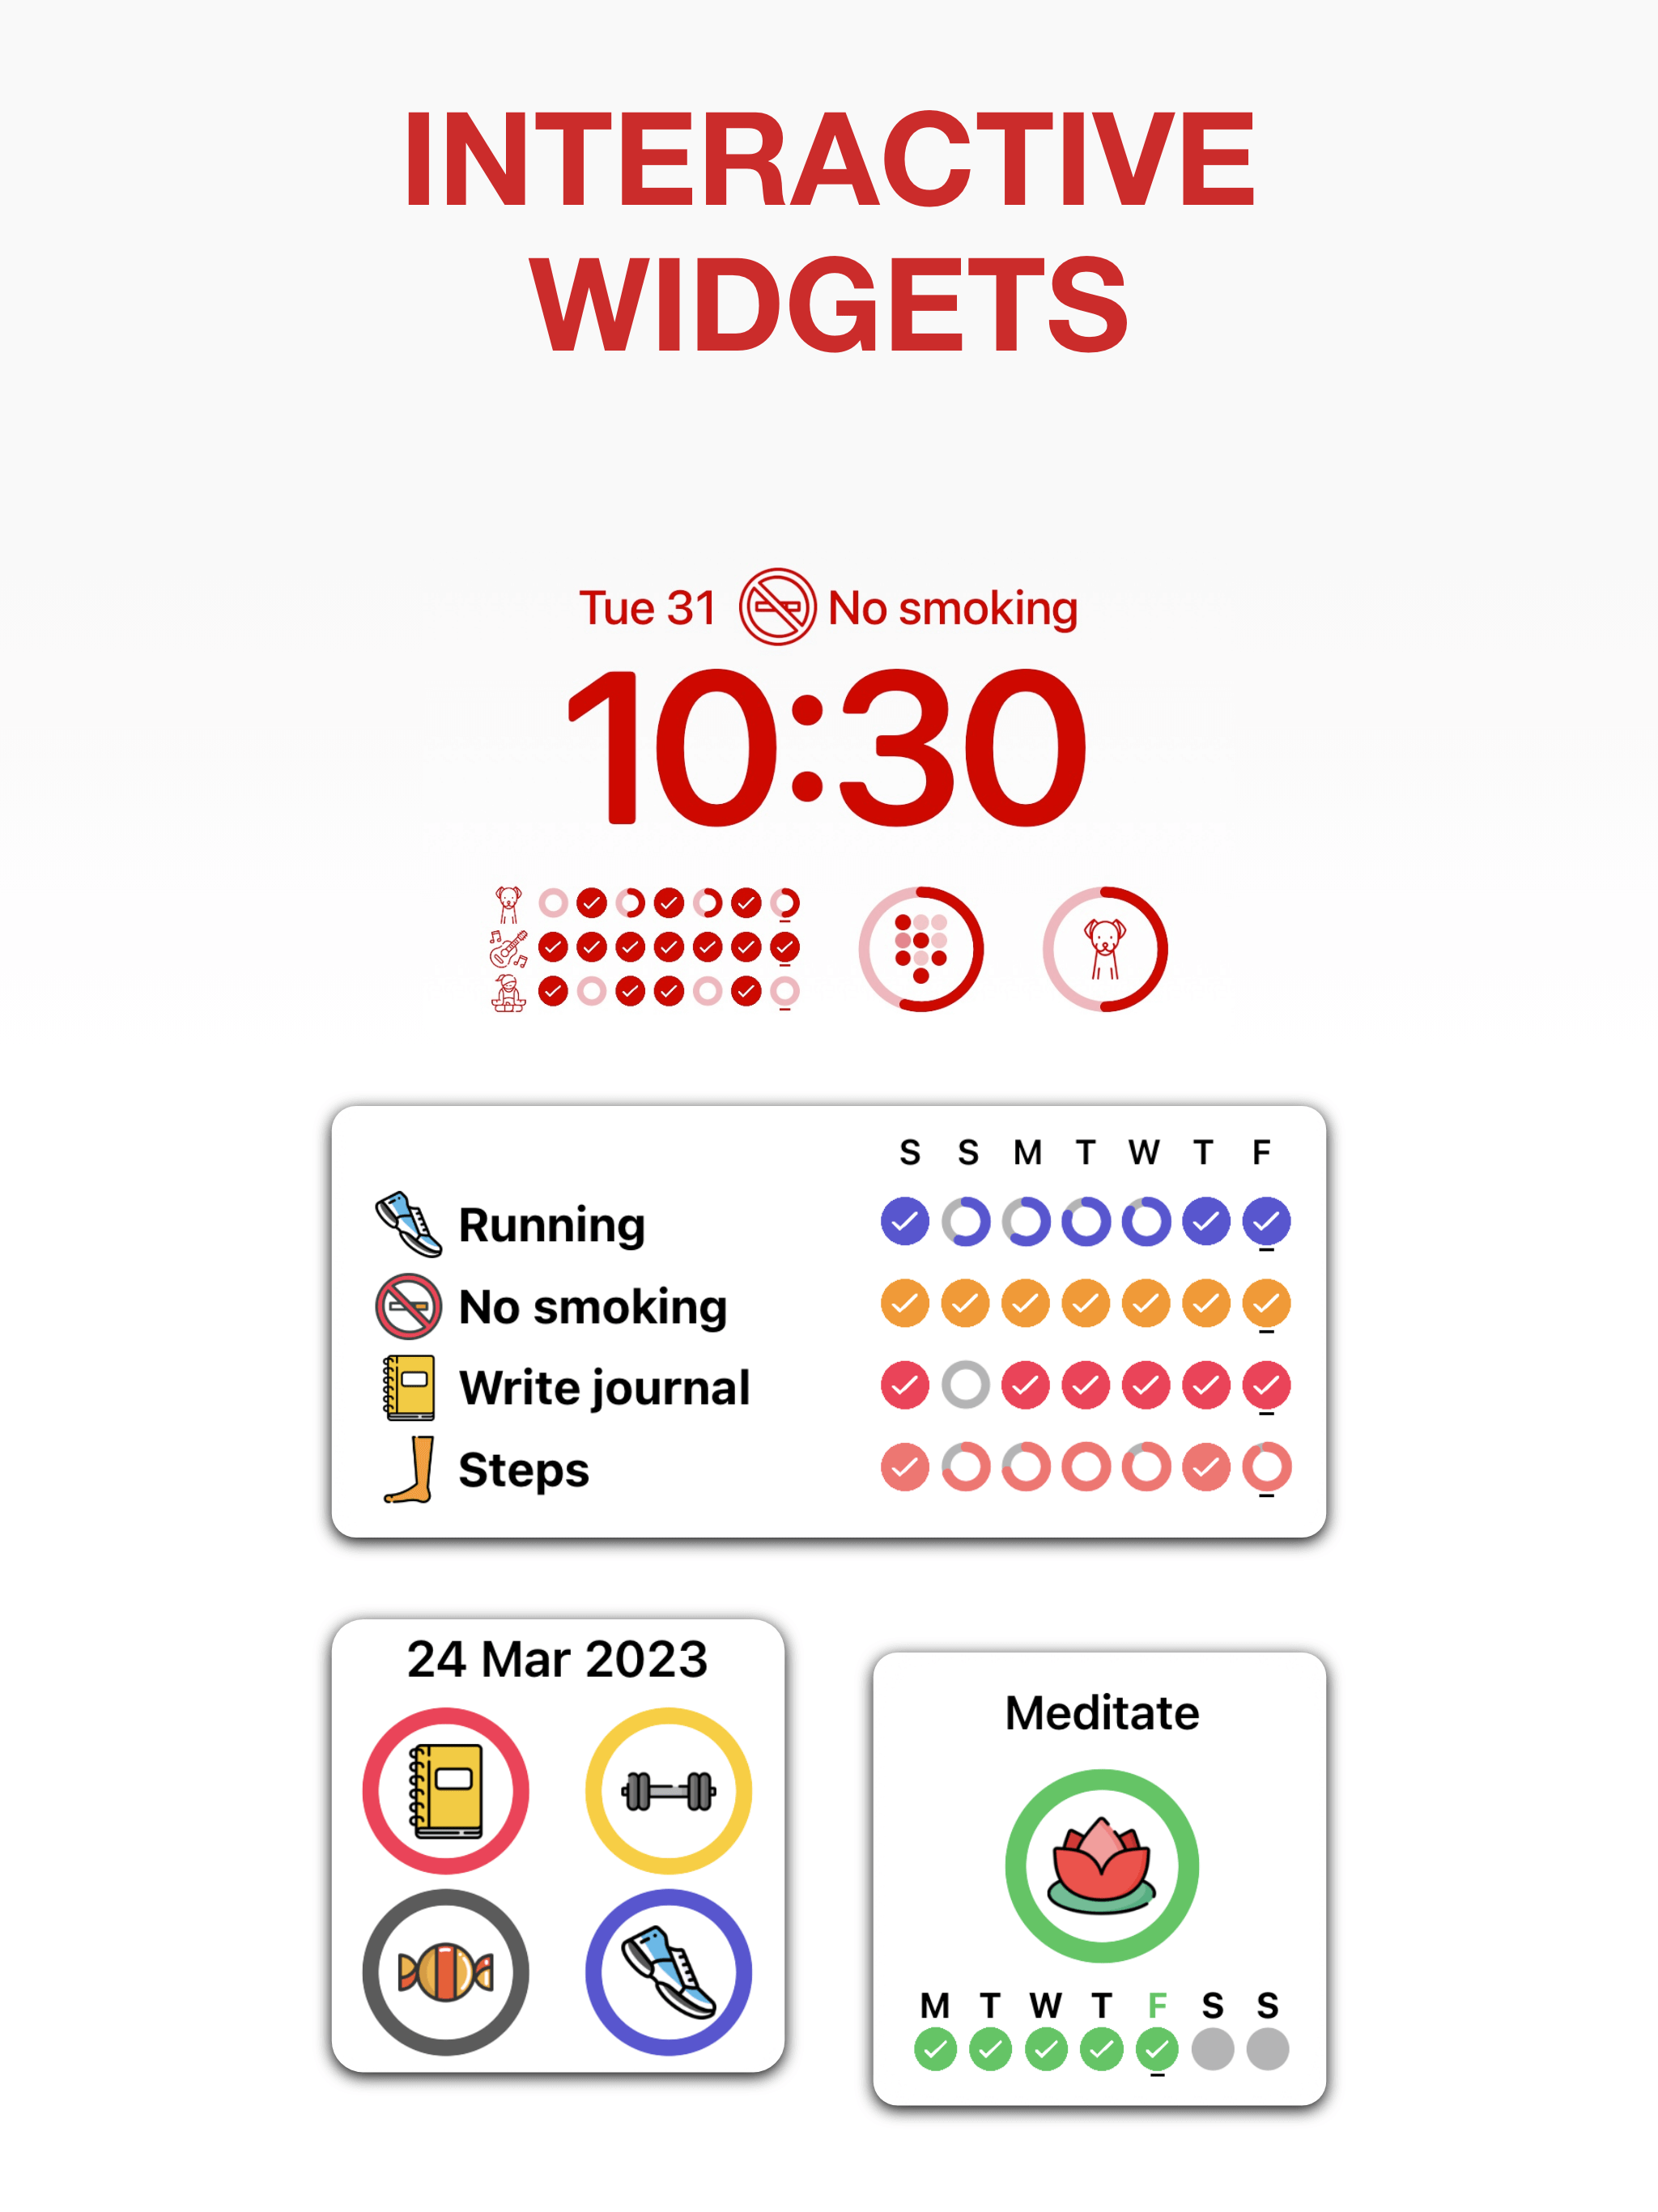 INTERACTIVE
WIDGETS
Tue 31 No smoking
10:30
S S M T W T F
Running
No smoking
Write journal
Steps
24 Mar 2023
Meditate
M T W T F S S